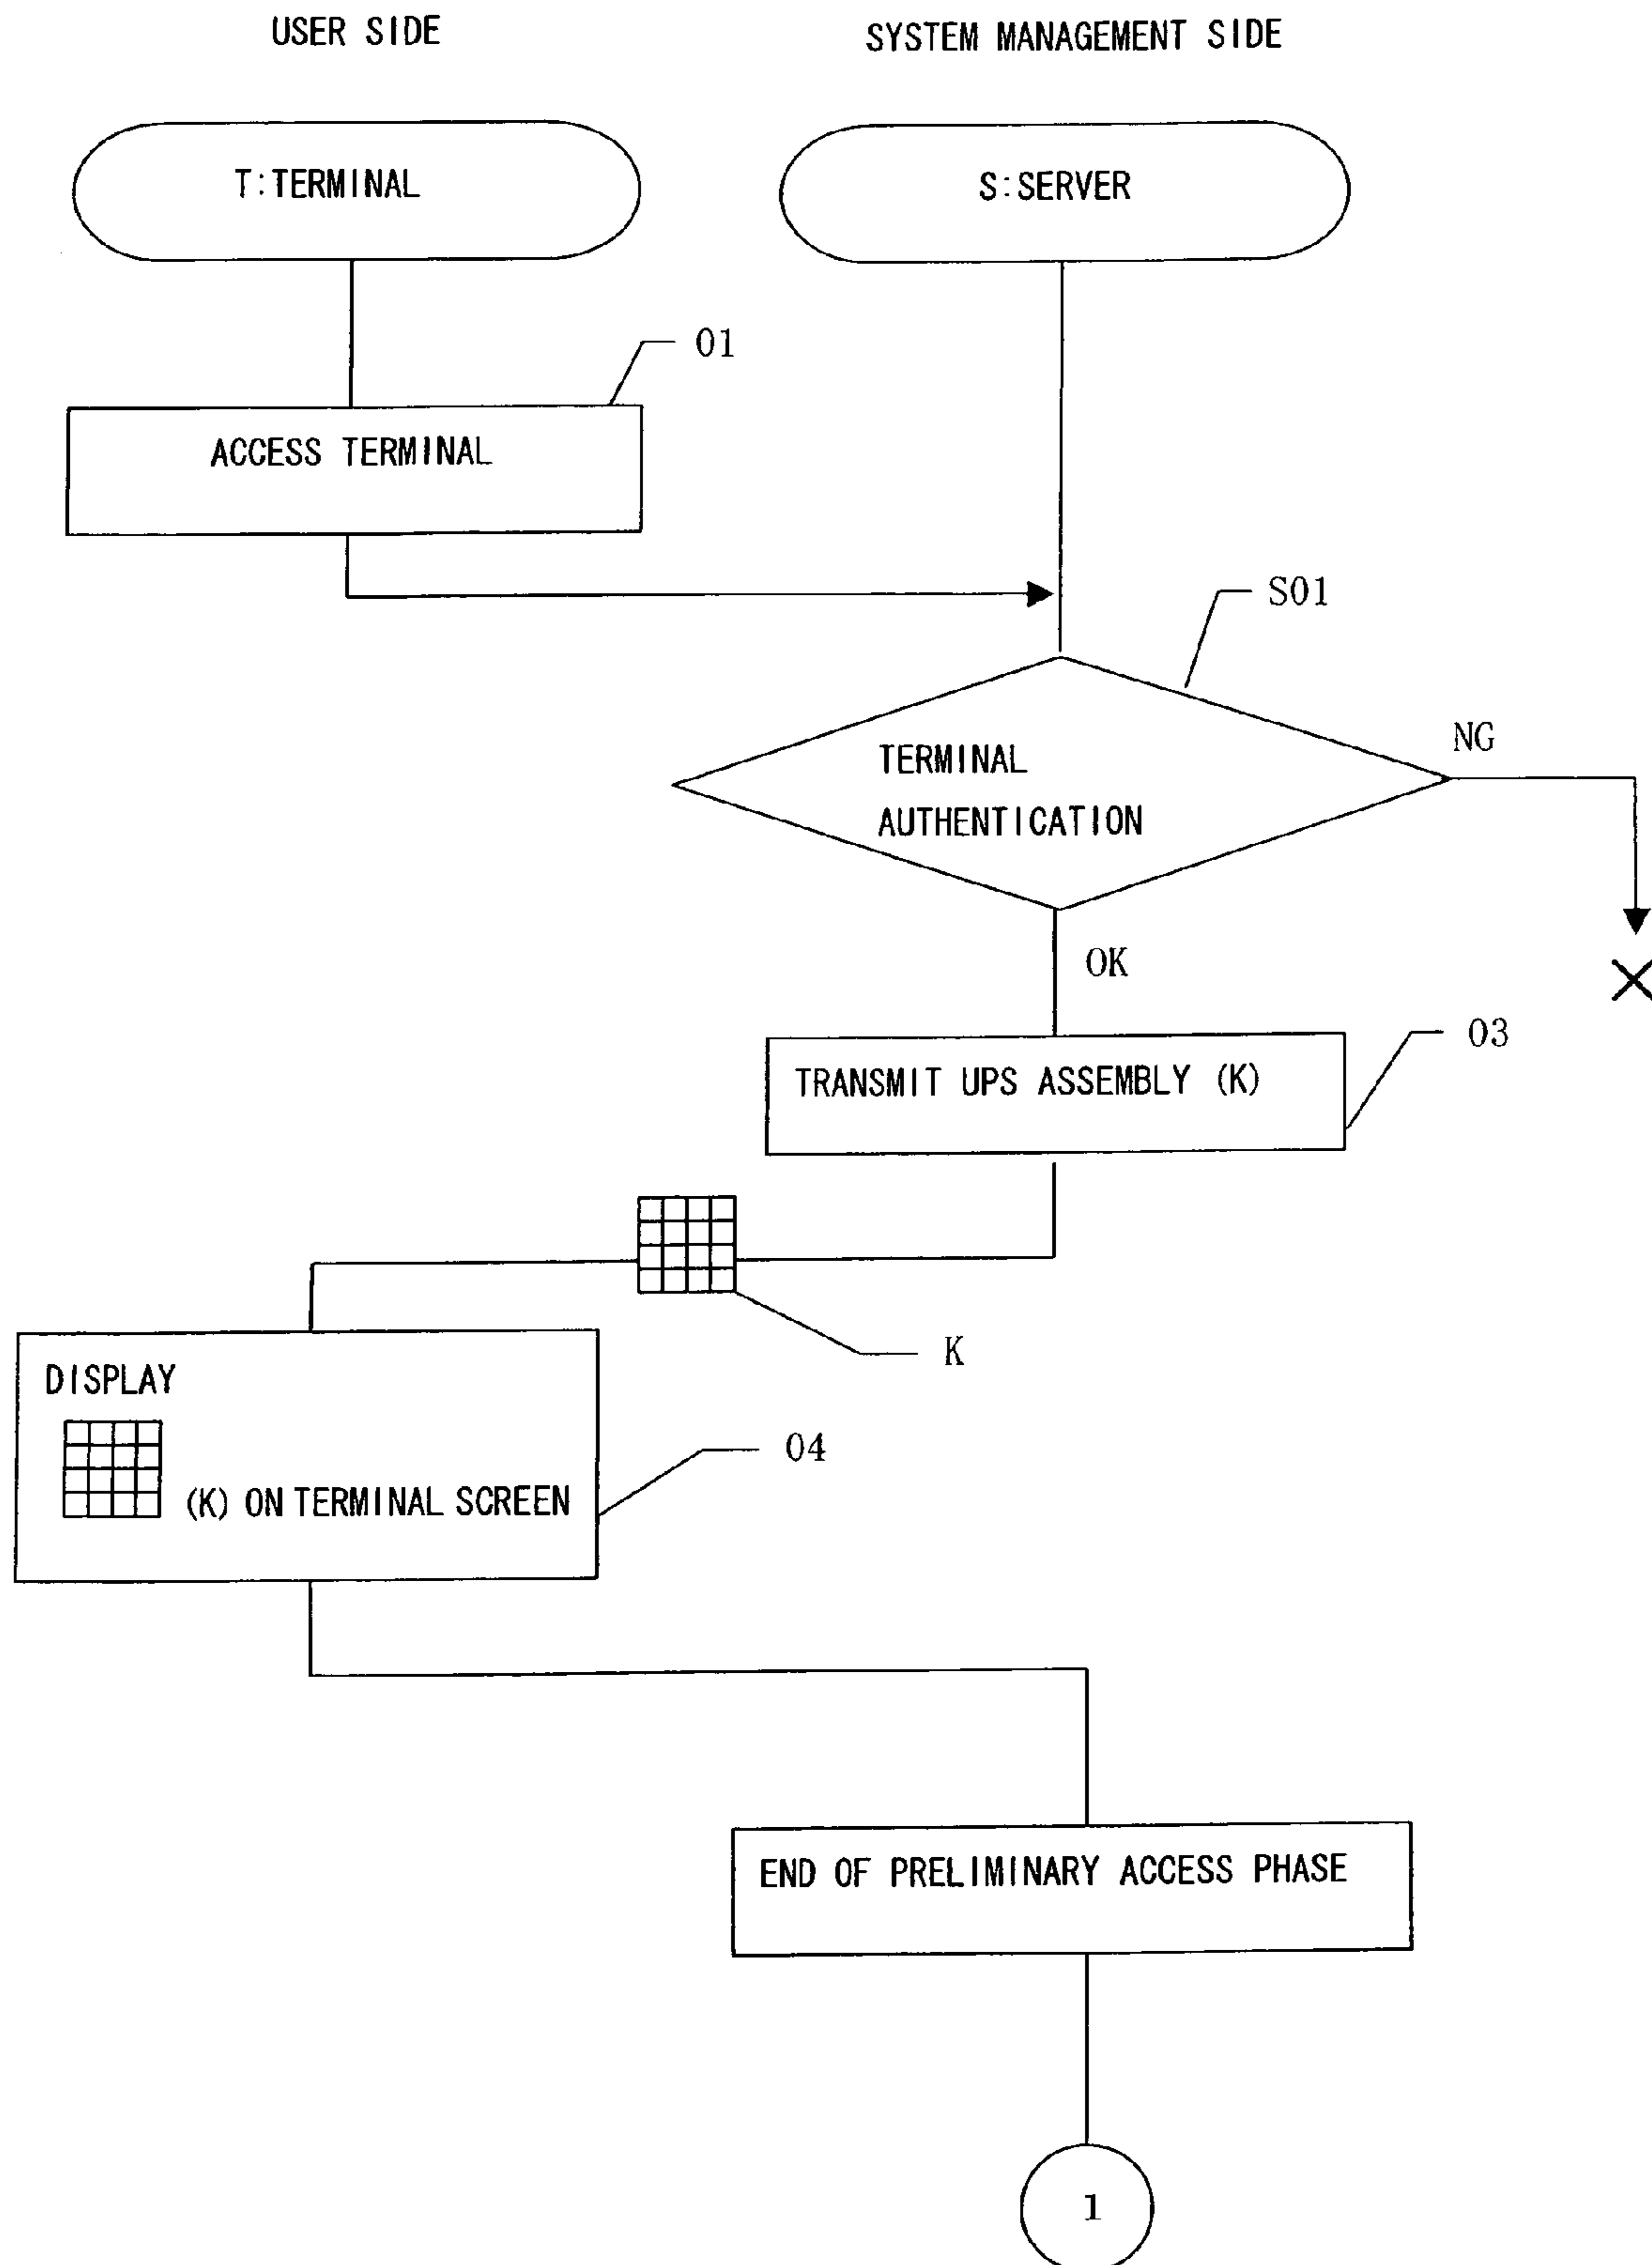 USER SIDE
SYSTEM MANAGEMENT SIDE
T:TERMINAL
S:SERVER
01
ACCESS TERMINAL
S01
NG
TERMINAL
AUTHENTICATION
OK
03
TRANSMIT UPS ASSEMBLY (K)
K
DISPLAY
04
(K) ON TERMINAL SCREEN
END OF PRELIMINARY ACCESS PHASE
1